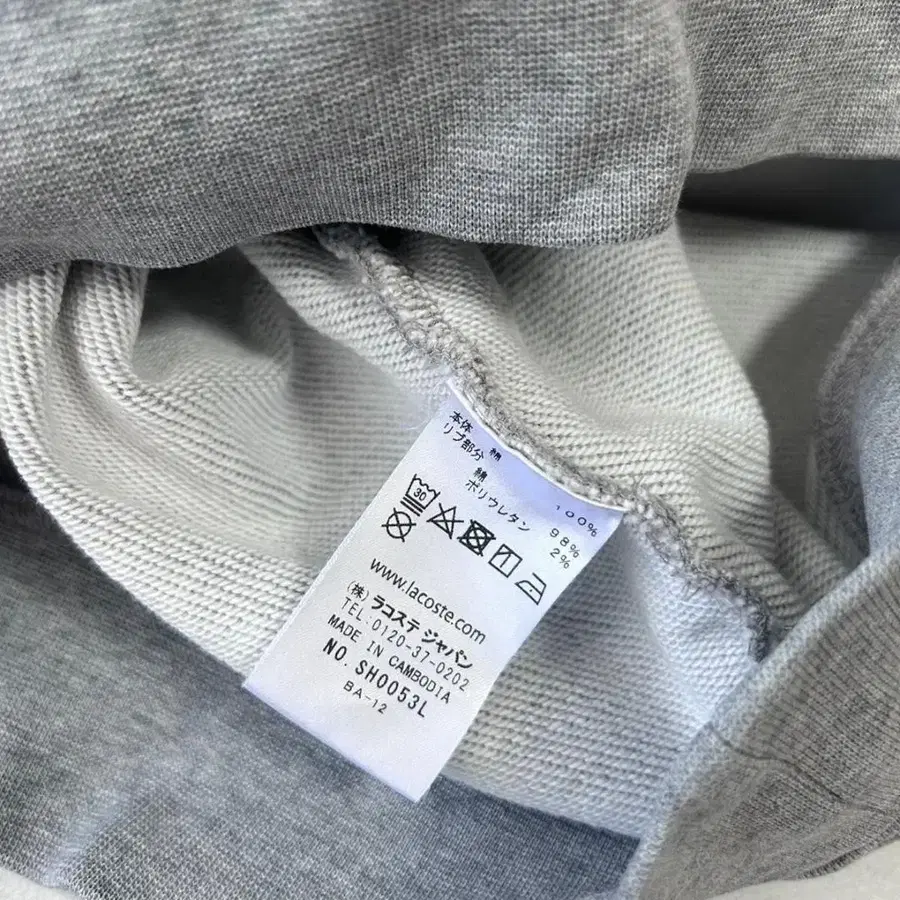 本体 綿 100%
リブ部分 綿 98%
ポリウレタン 2%
30
www.lacoste.com
(株) ラコステ ジャパン
TEL:0120-37-0202
MADE IN CAMBODIA
NO. SH0053L
BA-12